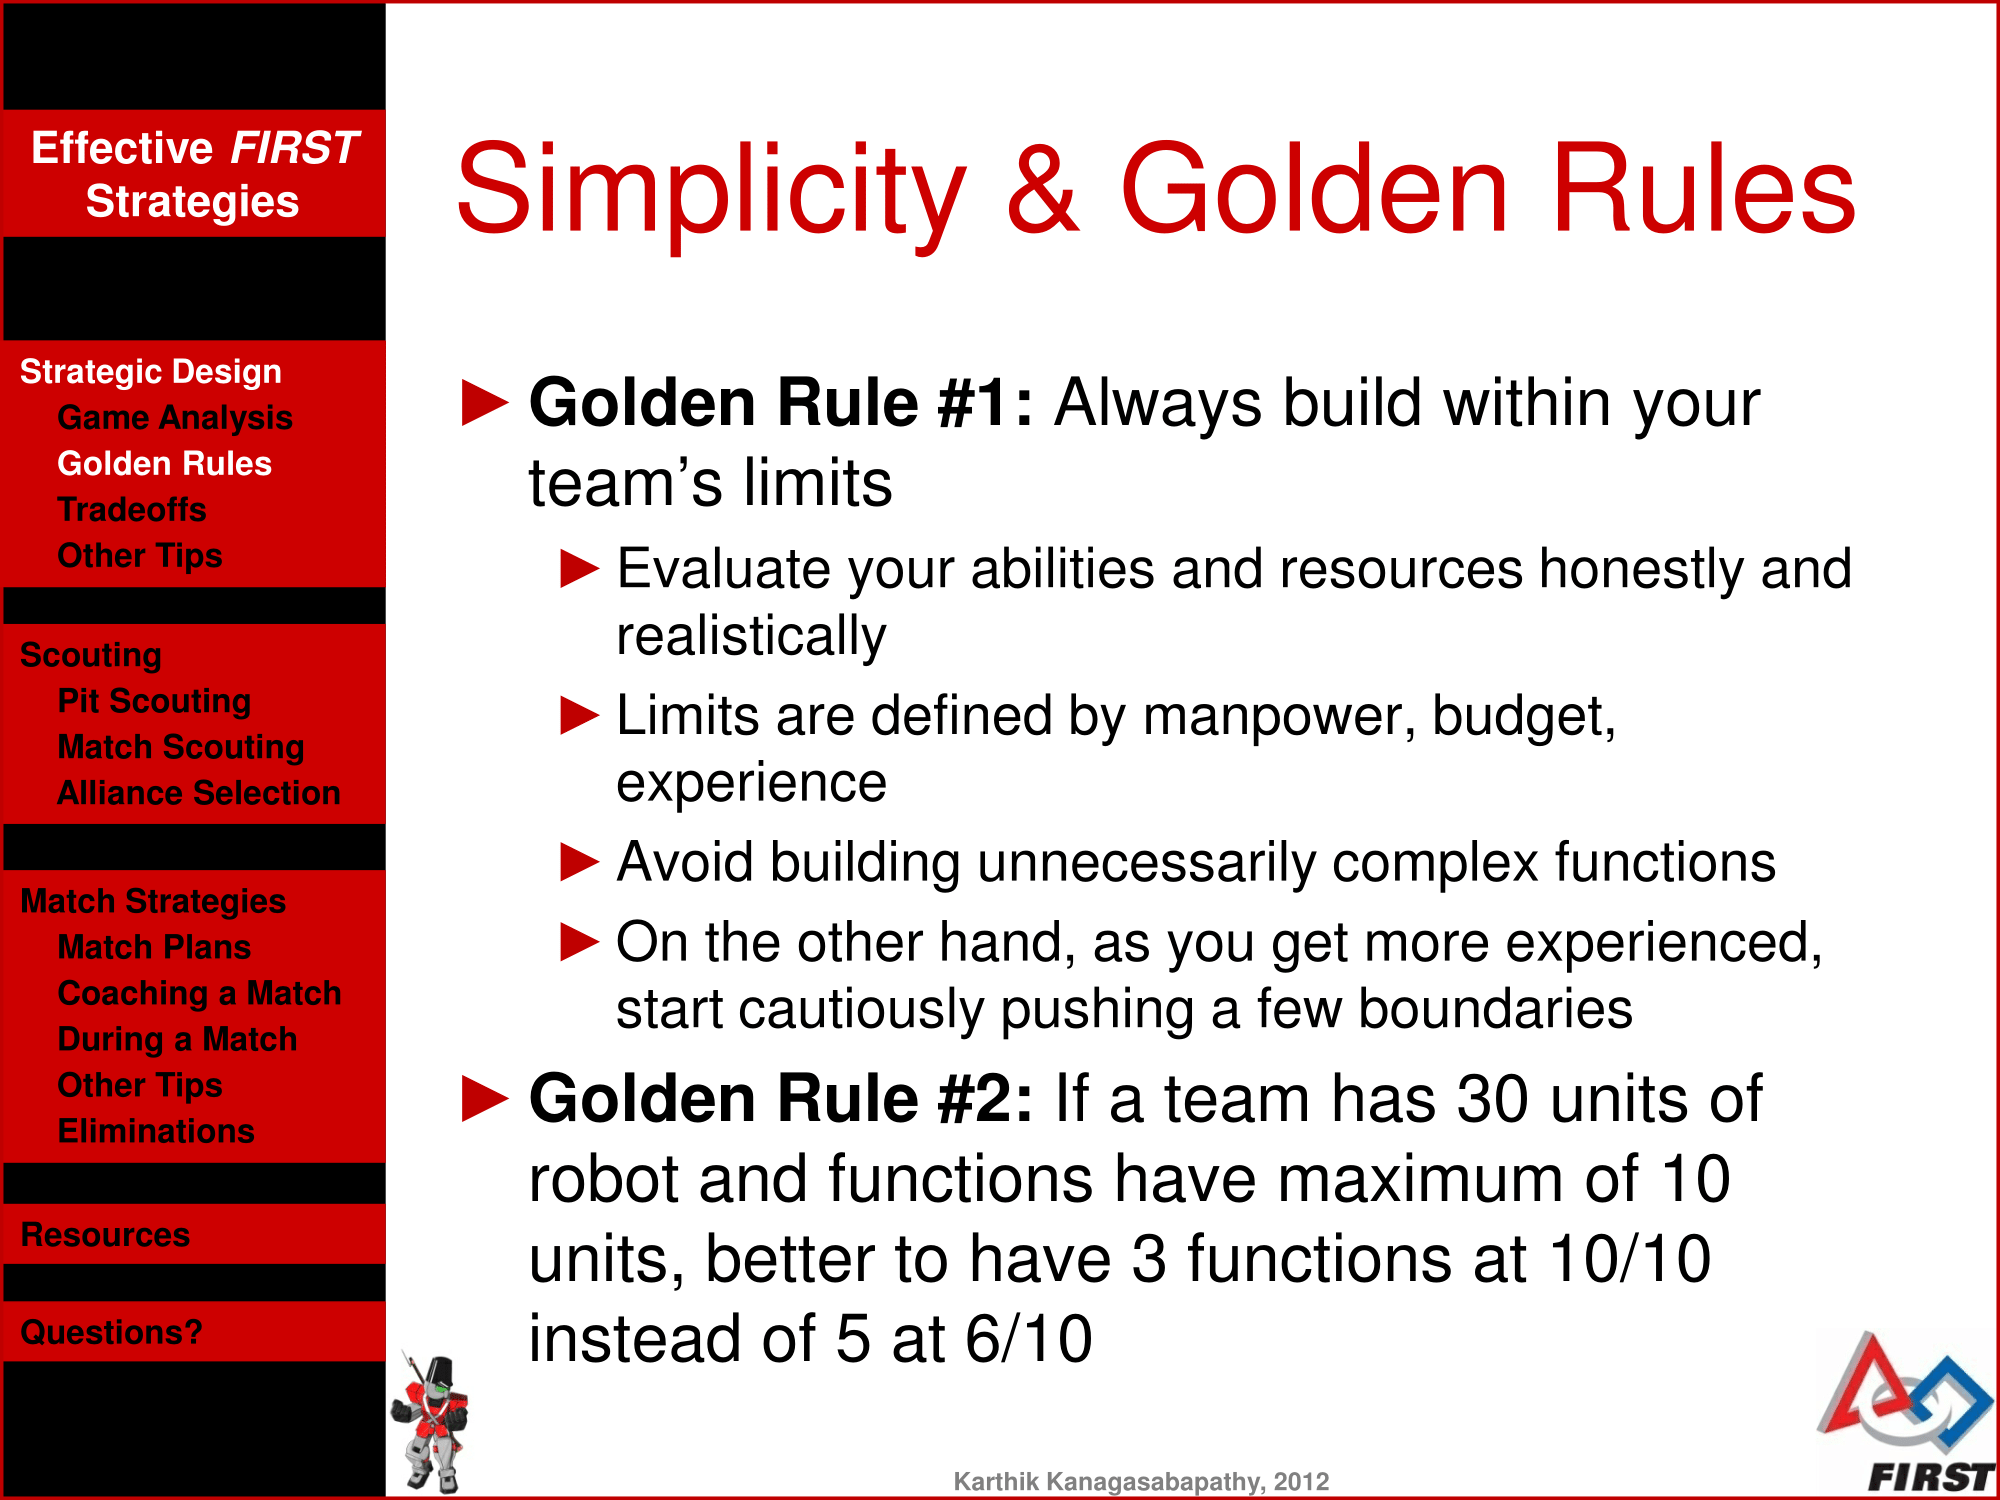 Effective FIRST
Strategies
Strategic Design
Game Analysis
Golden Rules
Tradeoffs
Other Tips
Scouting
Pit Scouting
Match Scouting
Alliance Selection
Match Strategies
Match Plans
Coaching a Match
During a Match
Other Tips
Eliminations
Resources
Questions?
Simplicity & Golden Rules
► Golden Rule #1: Always build within your
team’s limits
► Evaluate your abilities and resources honestly and
realistically
► Limits are defined by manpower, budget,
experience
► Avoid building unnecessarily complex functions
► On the other hand, as you get more experienced,
start cautiously pushing a few boundaries
► Golden Rule #2: If a team has 30 units of
robot and functions have maximum of 10
units, better to have 3 functions at 10/10
instead of 5 at 6/10
Karthik Kanagasabapathy, 2012
FIRST